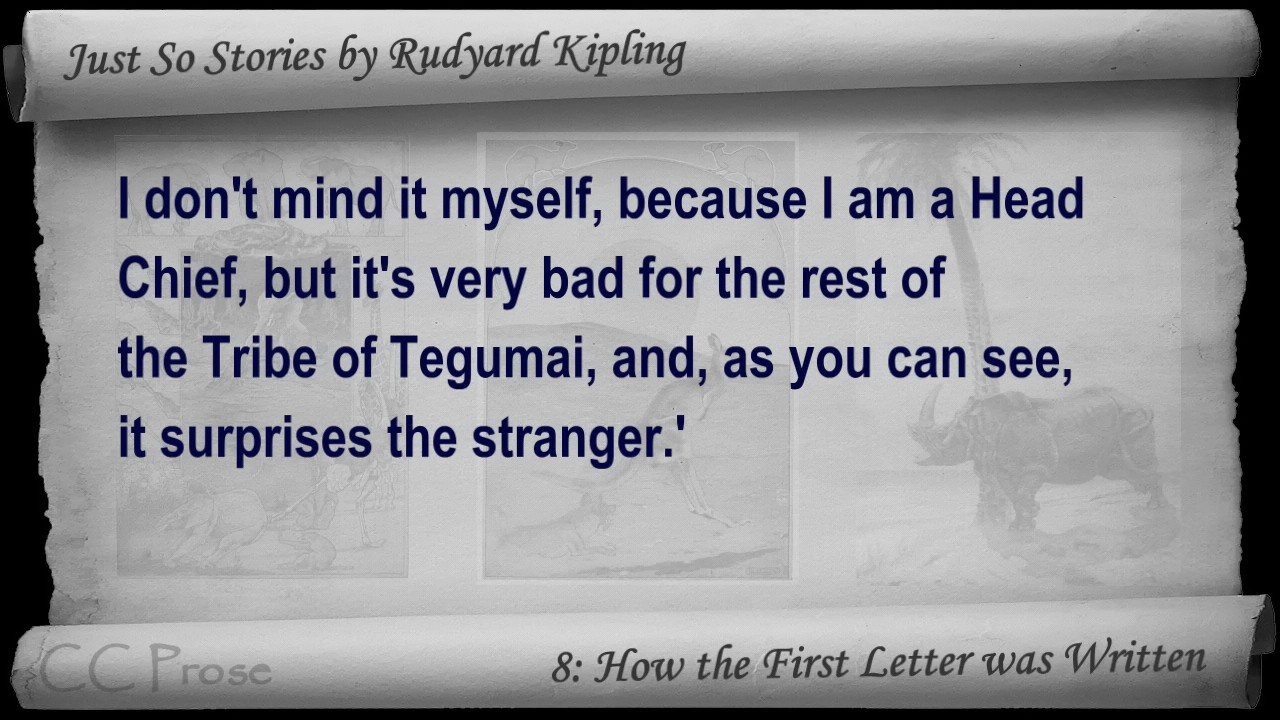 Just So Stories by Rudyard Kipling
I don't mind it myself, because I am a Head
Chief, but it's very bad for the rest of
the Tribe of Tegumai, and, as you can see,
it surprises the stranger.'
CC Prose
8: How the First Letter was Written